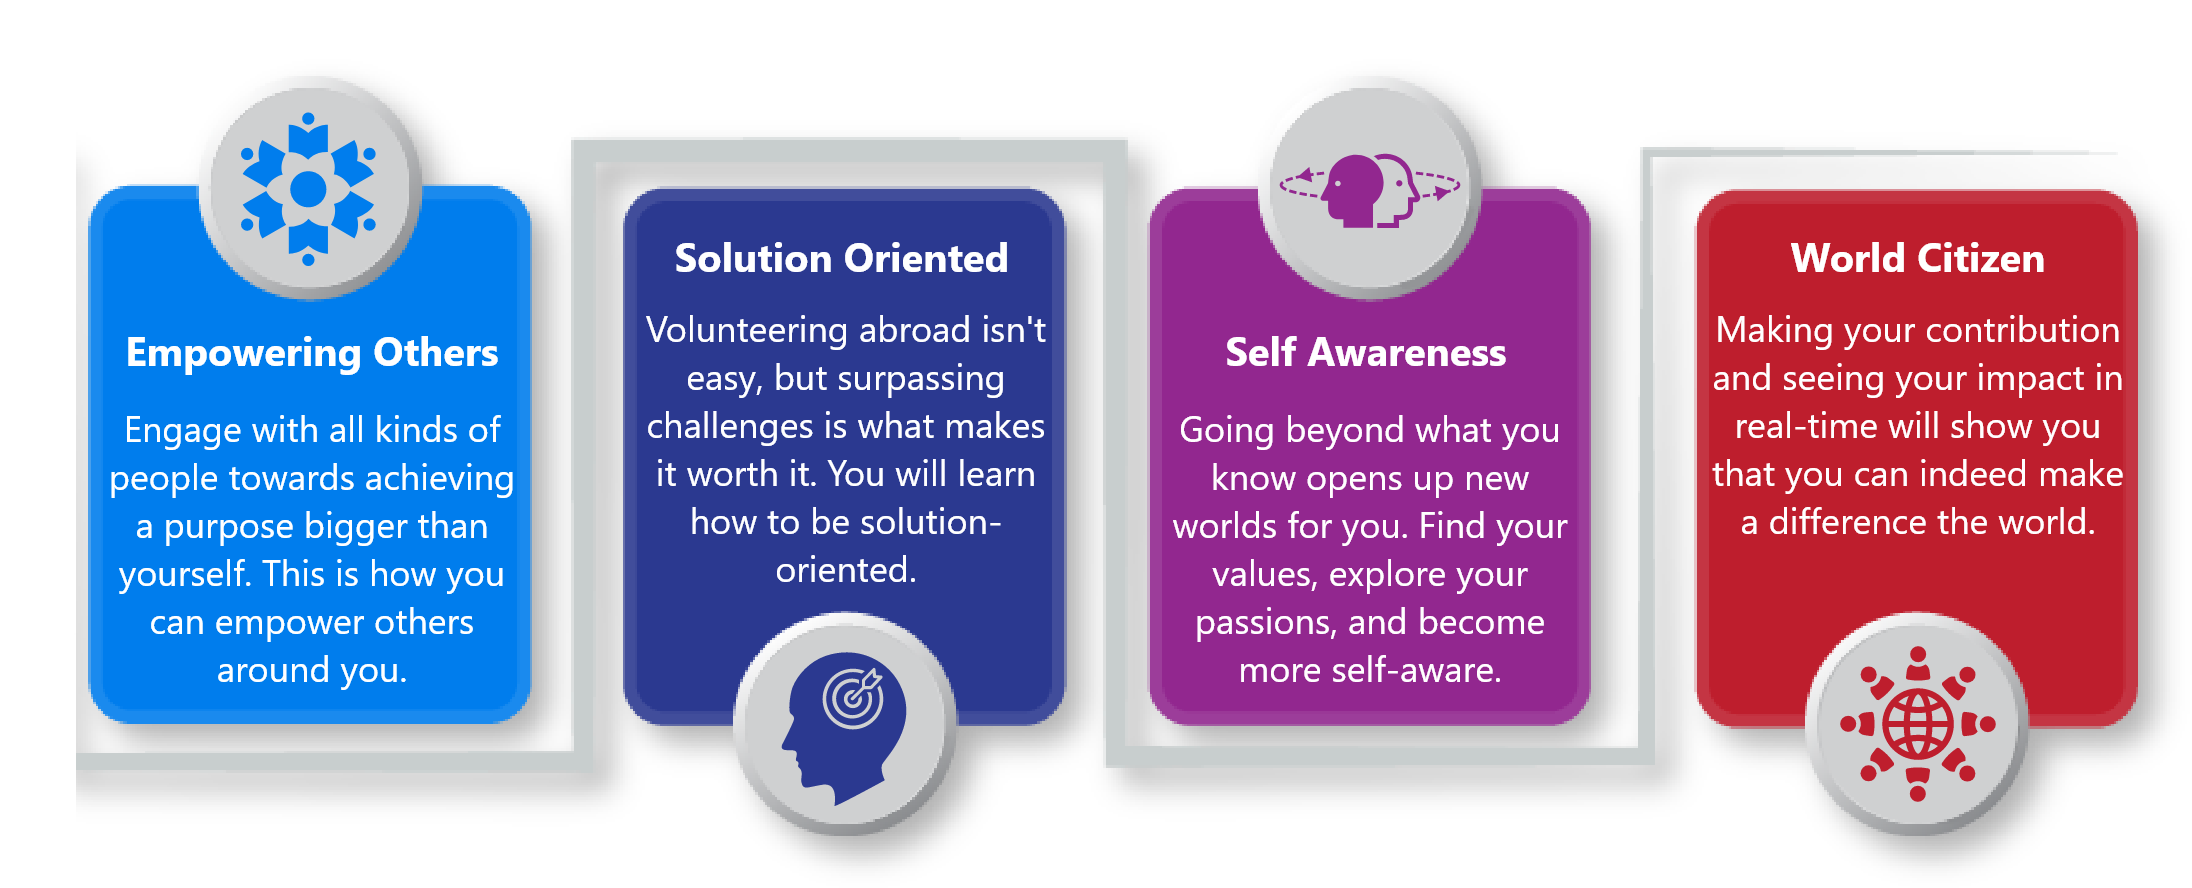 Empowering Others
Engage with all kinds of
people towards achieving
a purpose bigger than
yourself. This is how you
can empower others
around you.
Solution Oriented
Volunteering abroad isn't
easy, but surpassing
challenges is what makes
it worth it. You will learn
how to be solution-
oriented.
Self Awareness
Going beyond what you
know opens up new
worlds for you. Find your
values, explore your
passions, and become
more self-aware.
World Citizen
Making your contribution
and seeing your impact in
real-time will show you
that you can indeed make
a difference the world.